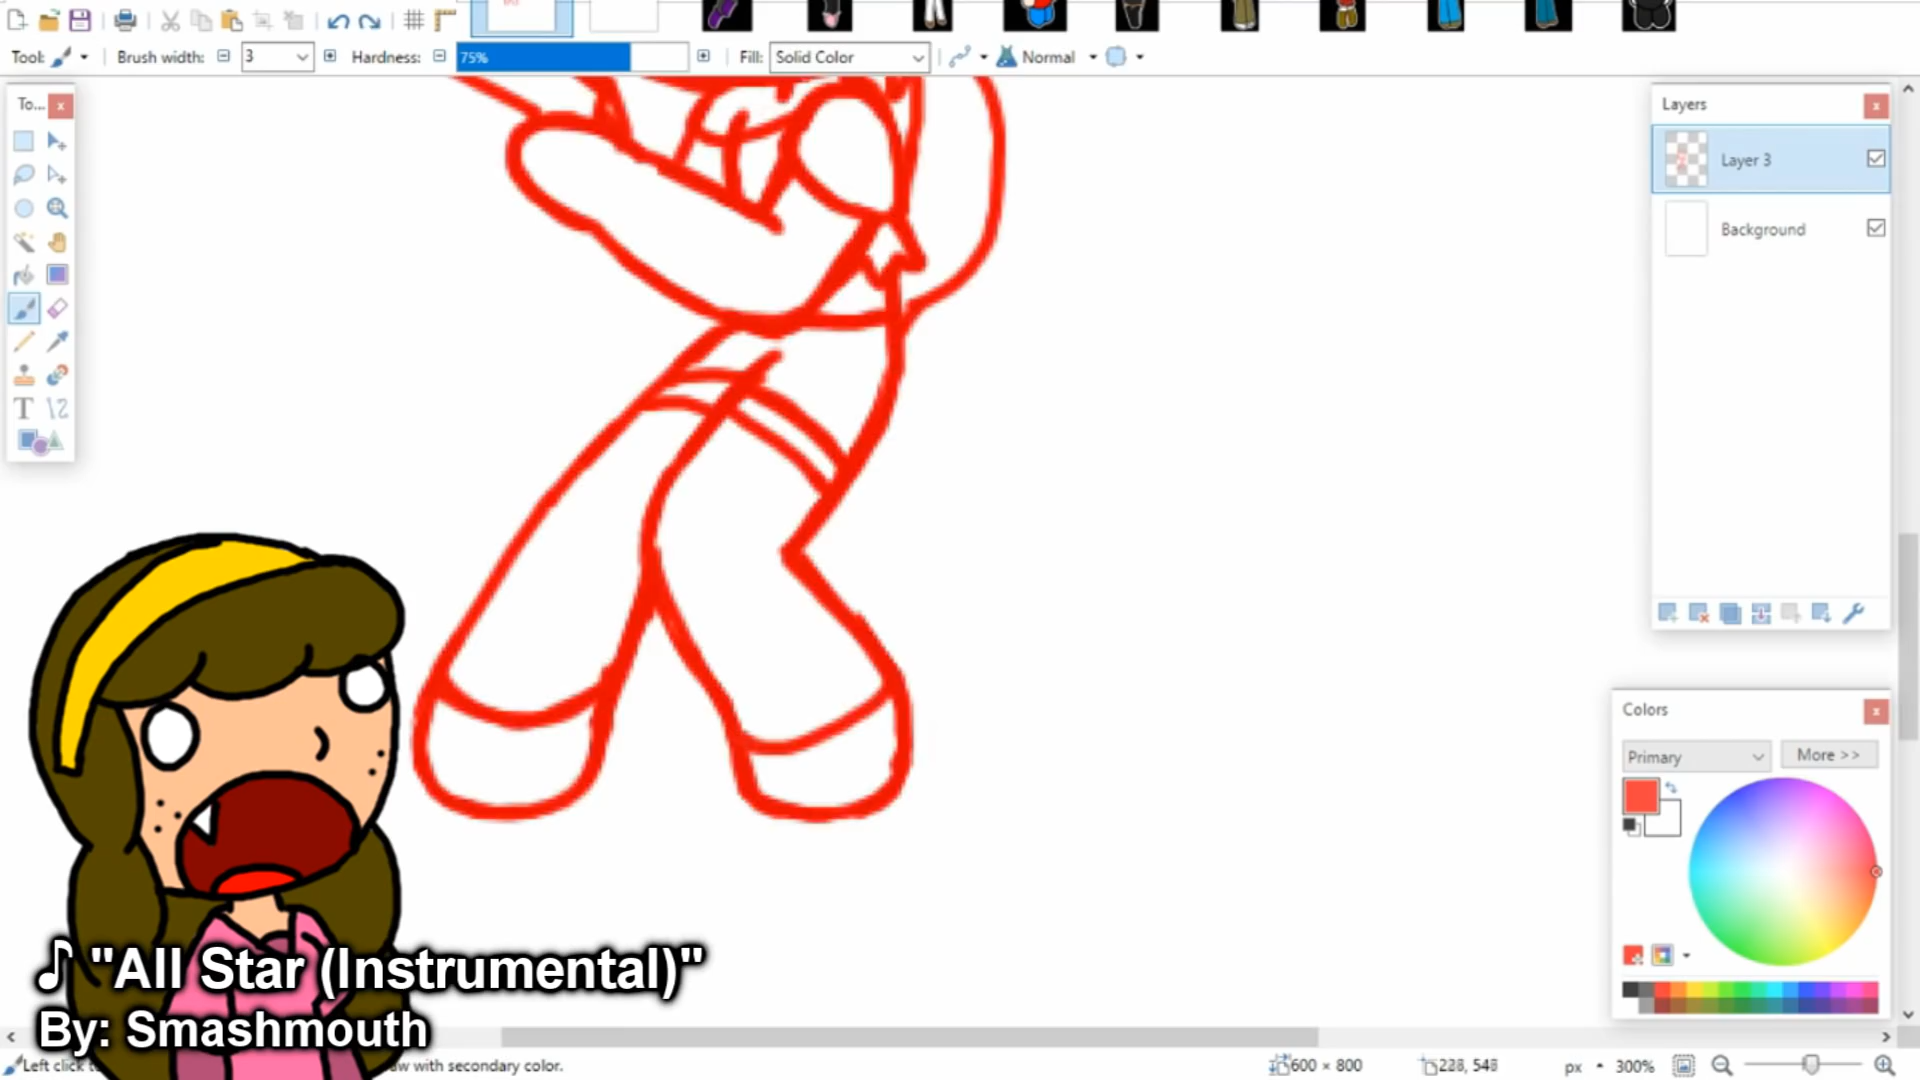 Tool:
Brush width:
3
Hardness:
75%
Fill:
Solid Color
Normal
To...
Layers
Layer 3
Background
Colors
Primary
More >>
♪ "All Star (Instrumental)"
By: Smashmouth
Left click t
aw with secondary color.
600 × 800
228, 548
px
300%